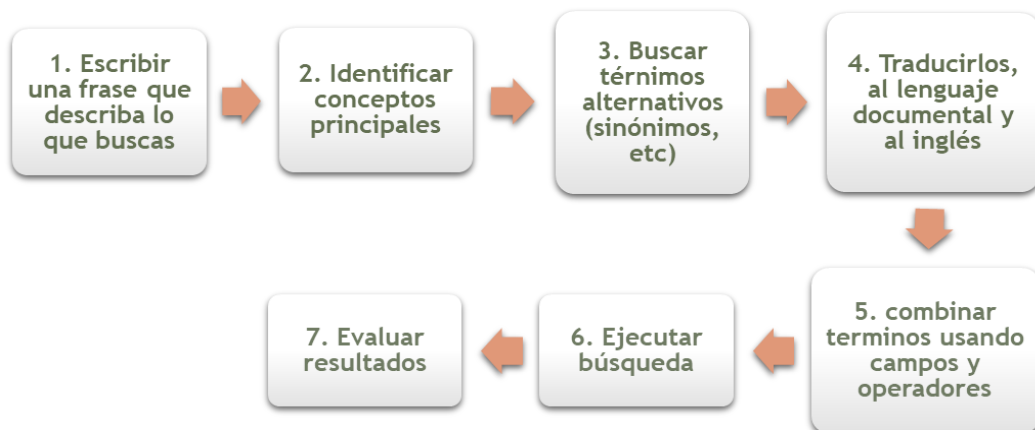 1. Escribir
una frase que
describa lo
que buscas
2. Identificar
conceptos
principales
3. Buscar
térnimos
alternativos
(sinónimos,
etc)
4. Traducirlos,
al lenguaje
documental y
al inglés
5. combinar
terminos usando
campos y
operadores
6. Ejecutar
búsqueda
7. Evaluar
resultados